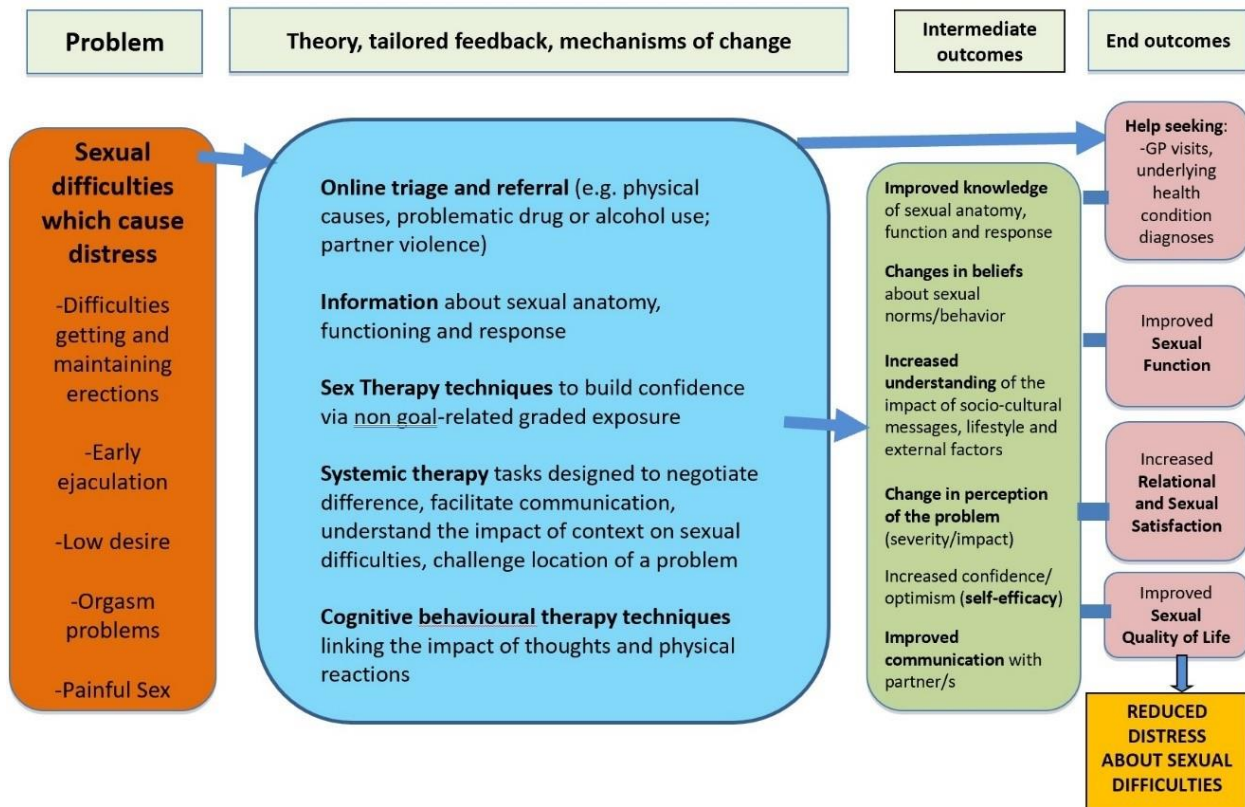 Problem
Theory, tailored feedback, mechanisms of change
Intermediate
outcomes
End outcomes
Sexual
difficulties
which cause
distress
-Difficulties
getting and
maintaining
erections
-Early
ejaculation
-Low desire
-Orgasm
problems
-Painful Sex
Online triage and referral (e.g. physical
causes, problematic drug or alcohol use;
partner violence)
Information about sexual anatomy,
functioning and response
Sex Therapy techniques to build confidence
via non goal-related graded exposure
Systemic therapy tasks designed to negotiate
difference, facilitate communication,
understand the impact of context on sexual
difficulties, challenge location of a problem
Cognitive behavioural therapy techniques
linking the impact of thoughts and physical
reactions
Improved knowledge
of sexual anatomy,
function and response
Changes in beliefs
about sexual
norms/behavior
Increased
understanding of the
impact of socio-cultural
messages, lifestyle and
external factors
Change in perception
of the problem
(severity/impact)
Increased confidence/
optimism (self-efficacy)
Improved
communication with
partner/s
Help seeking:
-GP visits,
underlying
health
condition
diagnoses
Improved
Sexual
Function
Increased
Relational
and Sexual
Satisfaction
Improved
Sexual
Quality of Life
REDUCED
DISTRESS
ABOUT SEXUAL
DIFFICULTIES